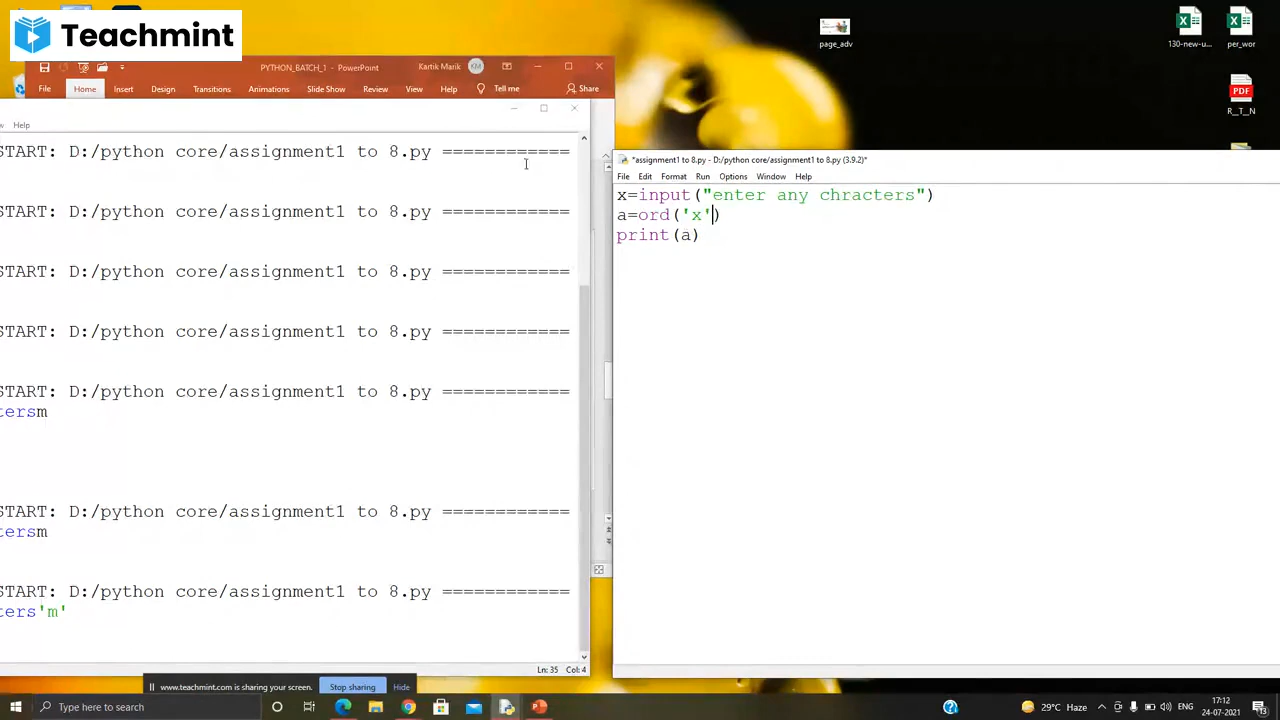 Teachmint
page_adv
130-new-u...
per_wor
PDF
R_T_N
PYTHON_BATCH_1 - PowerPoint
Kartik Marik
KM
File Home Insert Design Transitions Animations Slide Show Review View Help Tell me Share
Help
START: D:/python core/assignment1 to 8.py ============
START: D:/python core/assignment1 to 8.py ============
START: D:/python core/assignment1 to 8.py ============
START: D:/python core/assignment1 to 8.py ============
START: D:/python core/assignment1 to 8.py ============
tersm
START: D:/python core/assignment1 to 8.py ============
tersm
START: D:/python core/assignment1 to 8.py ============
ters'm'
Ln: 35 Col: 4
*assignment1 to 8.py - D:/python core/assignment1 to 8.py (3.9.2)*
File Edit Format Run Options Window Help
x=input("enter any chracters")
a=ord('x')
print(a)
www.teachmint.com is sharing your screen.
Stop sharing
Hide
Type here to search
29°C Haze
ENG
17:12
24-07-2021